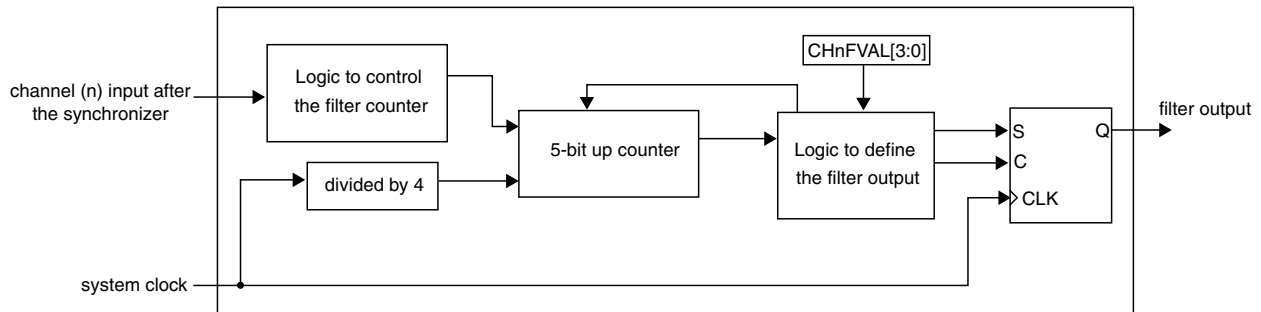 CHnFVAL[3:0]
channel (n) input after
the synchronizer
Logic to control
the filter counter
5-bit up counter
divided by 4
Logic to define
the filter output
S
Q
C
CLK
filter output
system clock